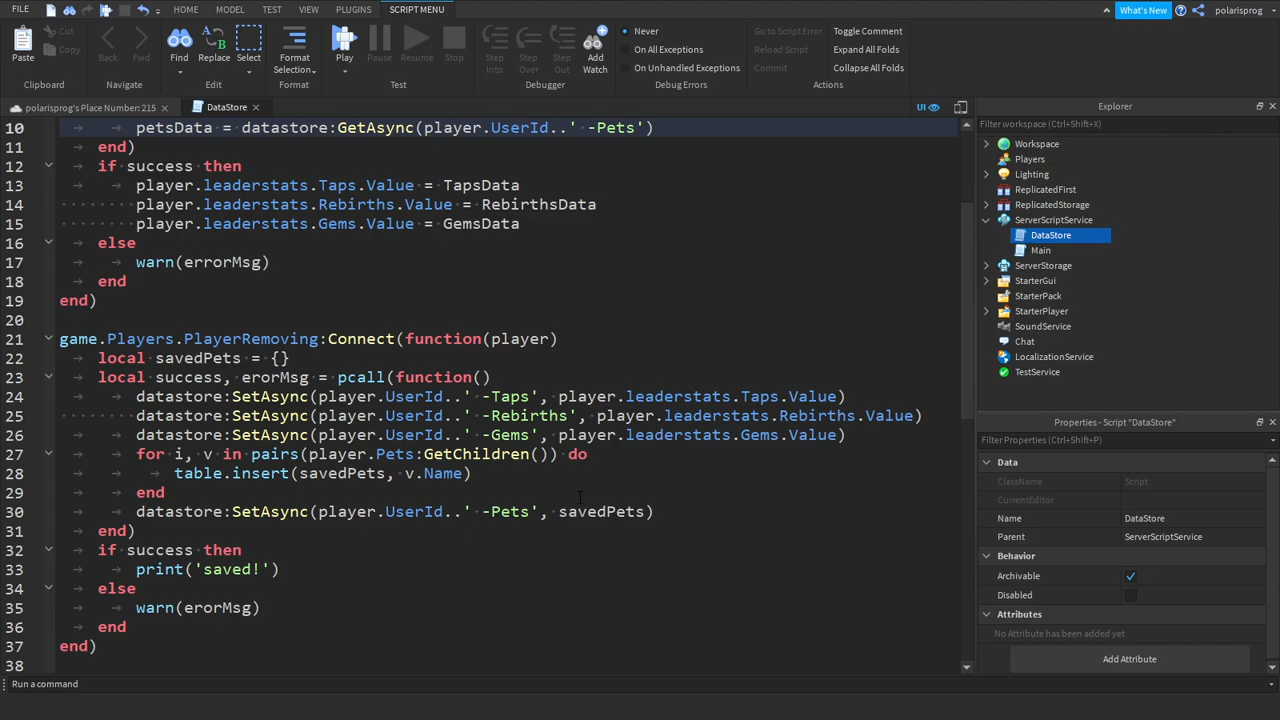 FILE HOME MODEL TEST VIEW PLUGINS SCRIPT MENU What's New polarisprog
Paste Cut Copy Back Fwd Find Replace Select Format Selection Play Pause Resume Stop Step Into Step Over Step Out Add Watch
Never
On All Exceptions
On Unhandled Exceptions
Go to Script Error
Reload Script
Commit
Toggle Comment
Expand All Folds
Collapse All Folds
Clipboard Navigate Edit Format Test Debugger Debug Errors Actions
polarisprog's Place Number: 215 DataStore UI
10 petsData = datastore:GetAsync(player.UserId..' -Pets')
11 end)
12 if success then
13 player.leaderstats.Taps.Value = TapsData
14 player.leaderstats.Rebirths.Value = RebirthsData
15 player.leaderstats.Gems.Value = GemsData
16 else
17 warn(errorMsg)
18 end
19 end)
20
21 game.Players.PlayerRemoving:Connect(function(player)
22 local savedPets = {}
23 local success, erorMsg = pcall(function()
24 datastore:SetAsync(player.UserId..' -Taps', player.leaderstats.Taps.Value)
25 datastore:SetAsync(player.UserId..' -Rebirths', player.leaderstats.Rebirths.Value)
26 datastore:SetAsync(player.UserId..' -Gems', player.leaderstats.Gems.Value)
27 for i, v in pairs(player.Pets:GetChildren()) do
28 table.insert(savedPets, v.Name)
29 end
30 datastore:SetAsync(player.UserId..' -Pets', savedPets)
31 end)
32 if success then
33 print('saved!')
34 else
35 warn(erorMsg)
36 end
37 end)
38
Run a command
Explorer
Filter workspace (Ctrl+Shift+X)
Workspace
Players
Lighting
ReplicatedFirst
ReplicatedStorage
ServerScriptService
DataStore
Main
ServerStorage
StarterGui
StarterPack
StarterPlayer
SoundService
Chat
LocalizationService
TestService
Properties - Script "DataStore"
Filter Properties (Ctrl+Shift+P)
Data
ClassName Script
CurrentEditor
Name DataStore
Parent ServerScriptService
Behavior
Archivable
Disabled
Attributes
No Attribute has been added yet
Add Attribute